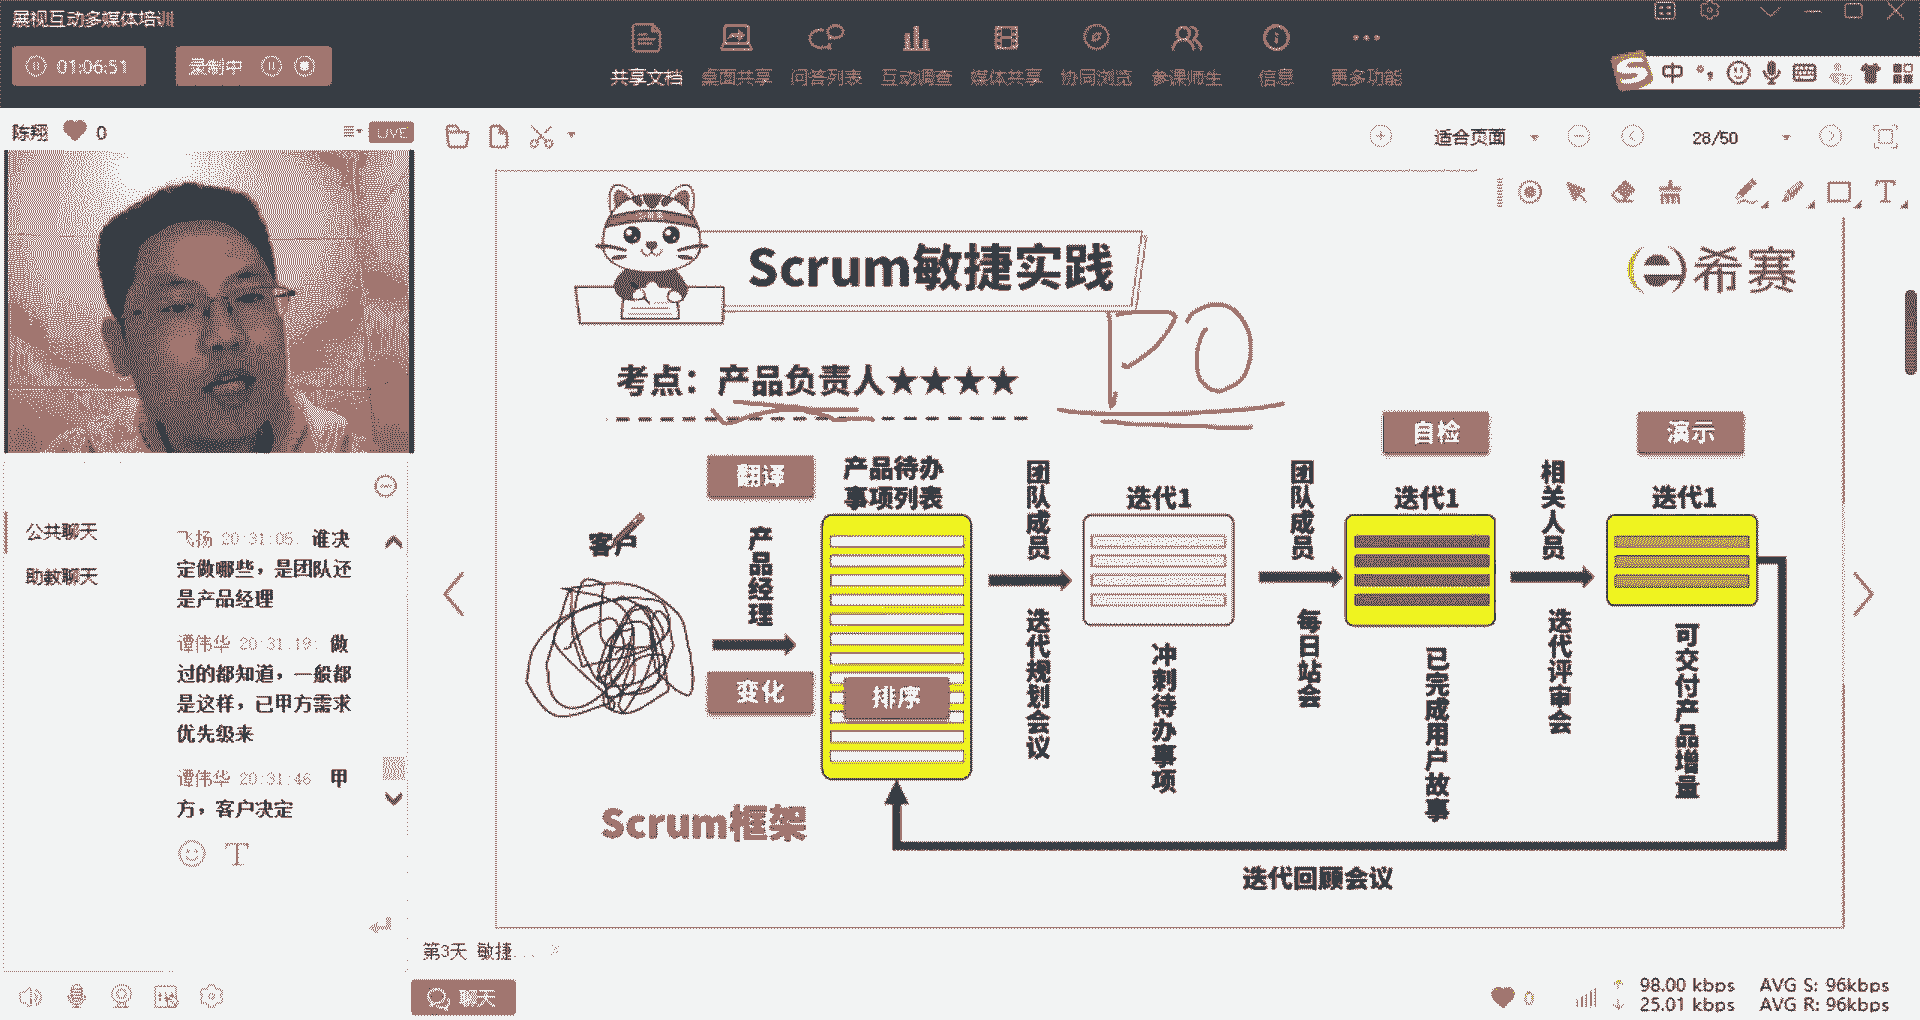 展视互动多媒体培训
01:06:51
录制中
共享文档
桌面共享
问答列表
互动调查
媒体共享
协同浏览
参课师生
信息
更多功能
中
陈翔 0
LIVE
适合页面
28/50
公共聊天
助教聊天
飞扬 20:31:05: 谁决
定做哪些，是团队还
是产品经理
谭伟华 20:31:19: 做
过的都知道，一般都
是这样，已甲方需求
优先级来
谭伟华 20:31:46 甲
方，客户决定
Scrum敏捷实践
希赛
PO
考点：产品负责人★★★★
客户
翻译
产品经理
变化
产品待办
事项列表
排序
团队成员
迭代规划会议
迭代1
冲刺待办事项
团队成员
每日站会
自检
迭代1
已完成用户故事
相关人员
迭代评审会
演示
迭代1
可交付产品增量
Scrum框架
迭代回顾会议
第3天 敏捷...
聊天
0
98.00 kbps AVG S: 96kbps
25.01 kbps AVG R: 96kbps